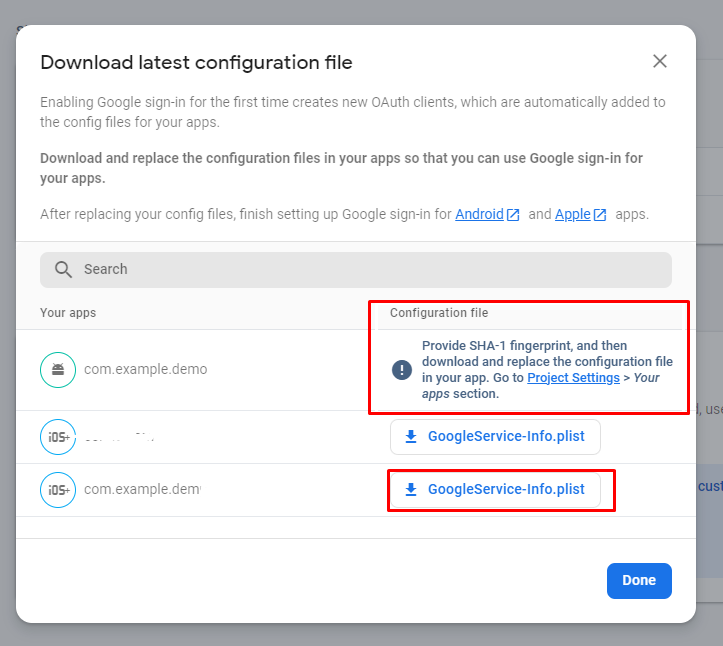 Download latest configuration file
Enabling Google sign-in for the first time creates new OAuth clients, which are automatically added to
the config files for your apps.
Download and replace the configuration files in your apps so that you can use Google sign-in for
your apps.
After replacing your config files, finish setting up Google sign-in for Android and Apple apps.
Search
Your apps
Configuration file
com.example.demo
Provide SHA-1 fingerprint, and then
download and replace the configuration file
in your app. Go to Project Settings > Your
apps section.
iOS+
GoogleService-Info.plist
iOS+
com.example.dem
GoogleService-Info.plist
Done